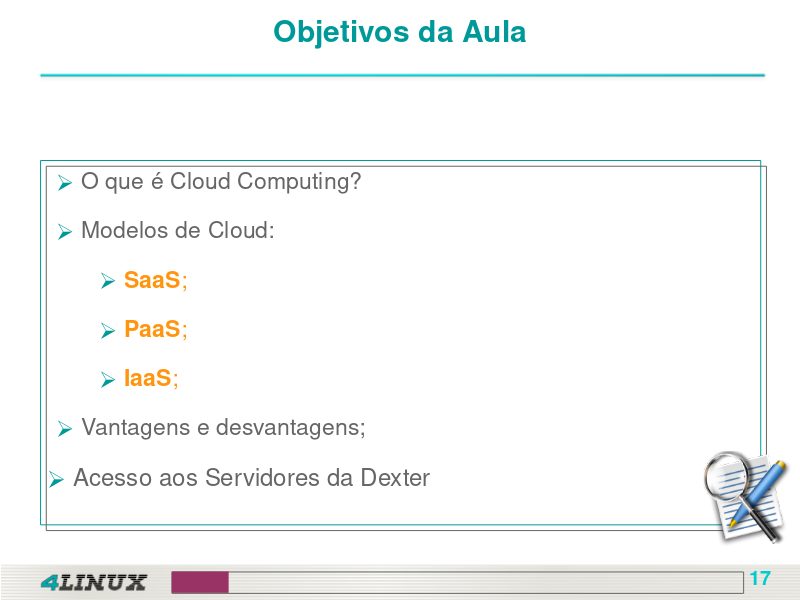 Objetivos da Aula
O que é Cloud Computing?
Modelos de Cloud:
SaaS;
PaaS;
IaaS;
Vantagens e desvantagens;
Acesso aos Servidores da Dexter
4LINUX
17